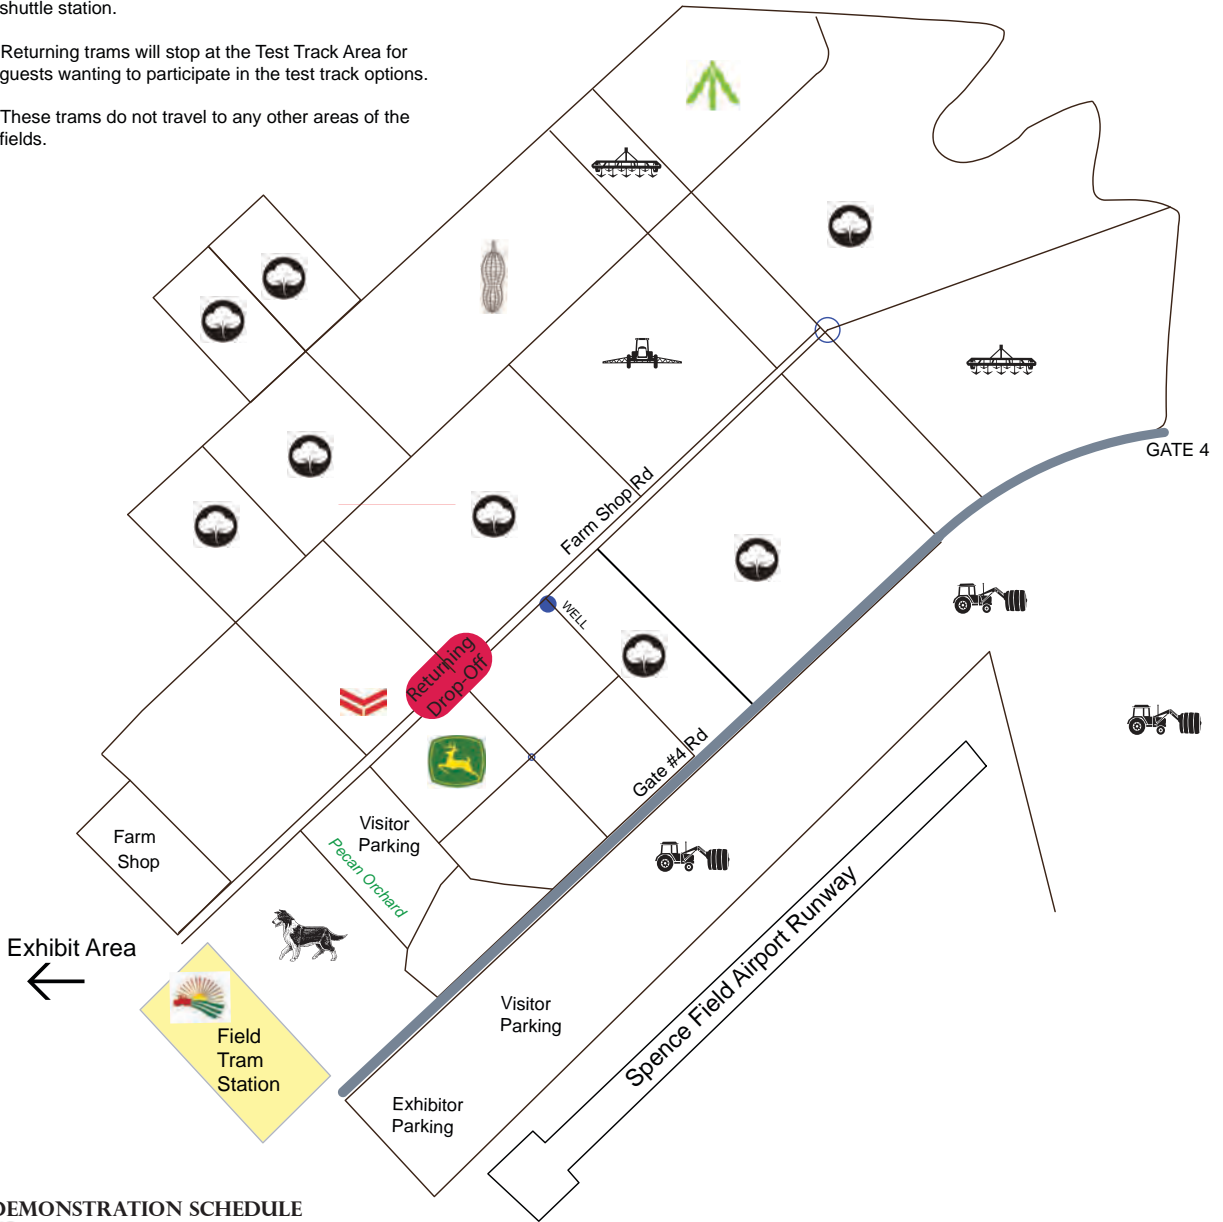 shuttle station.
Returning trams will stop at the Test Track Area for
guests wanting to participate in the test track options.
These trams do not travel to any other areas of the
fields.
GATE 4
Farm Shop Rd
WELL
Returning
Drop-Off
Gate #4 Rd
Visitor
Parking
Pecan Orchard
Farm
Shop
Exhibit Area
Field
Tram
Station
Visitor
Parking
Exhibitor
Parking
Spence Field Airport Runway
DEMONSTRATION SCHEDULE